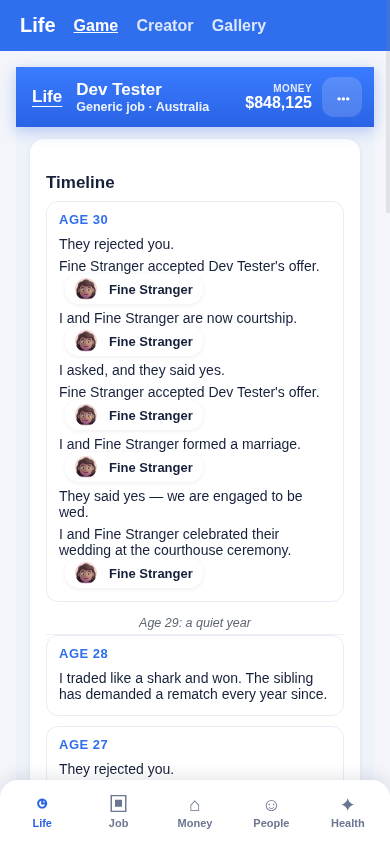 Life Game Creator Gallery
Life Dev Tester MONEY
Generic job · Australia $848,125 •••
Timeline
AGE 30
They rejected you.
Fine Stranger accepted Dev Tester's offer.
Fine Stranger
I and Fine Stranger are now courtship.
Fine Stranger
I asked, and they said yes.
Fine Stranger accepted Dev Tester's offer.
Fine Stranger
I and Fine Stranger formed a marriage.
Fine Stranger
They said yes — we are engaged to be
wed.
I and Fine Stranger celebrated their
wedding at the courthouse ceremony.
Fine Stranger
Age 29: a quiet year
AGE 28
I traded like a shark and won. The sibling
has demanded a rematch every year since.
AGE 27
They rejected you.
Life Job Money People Health